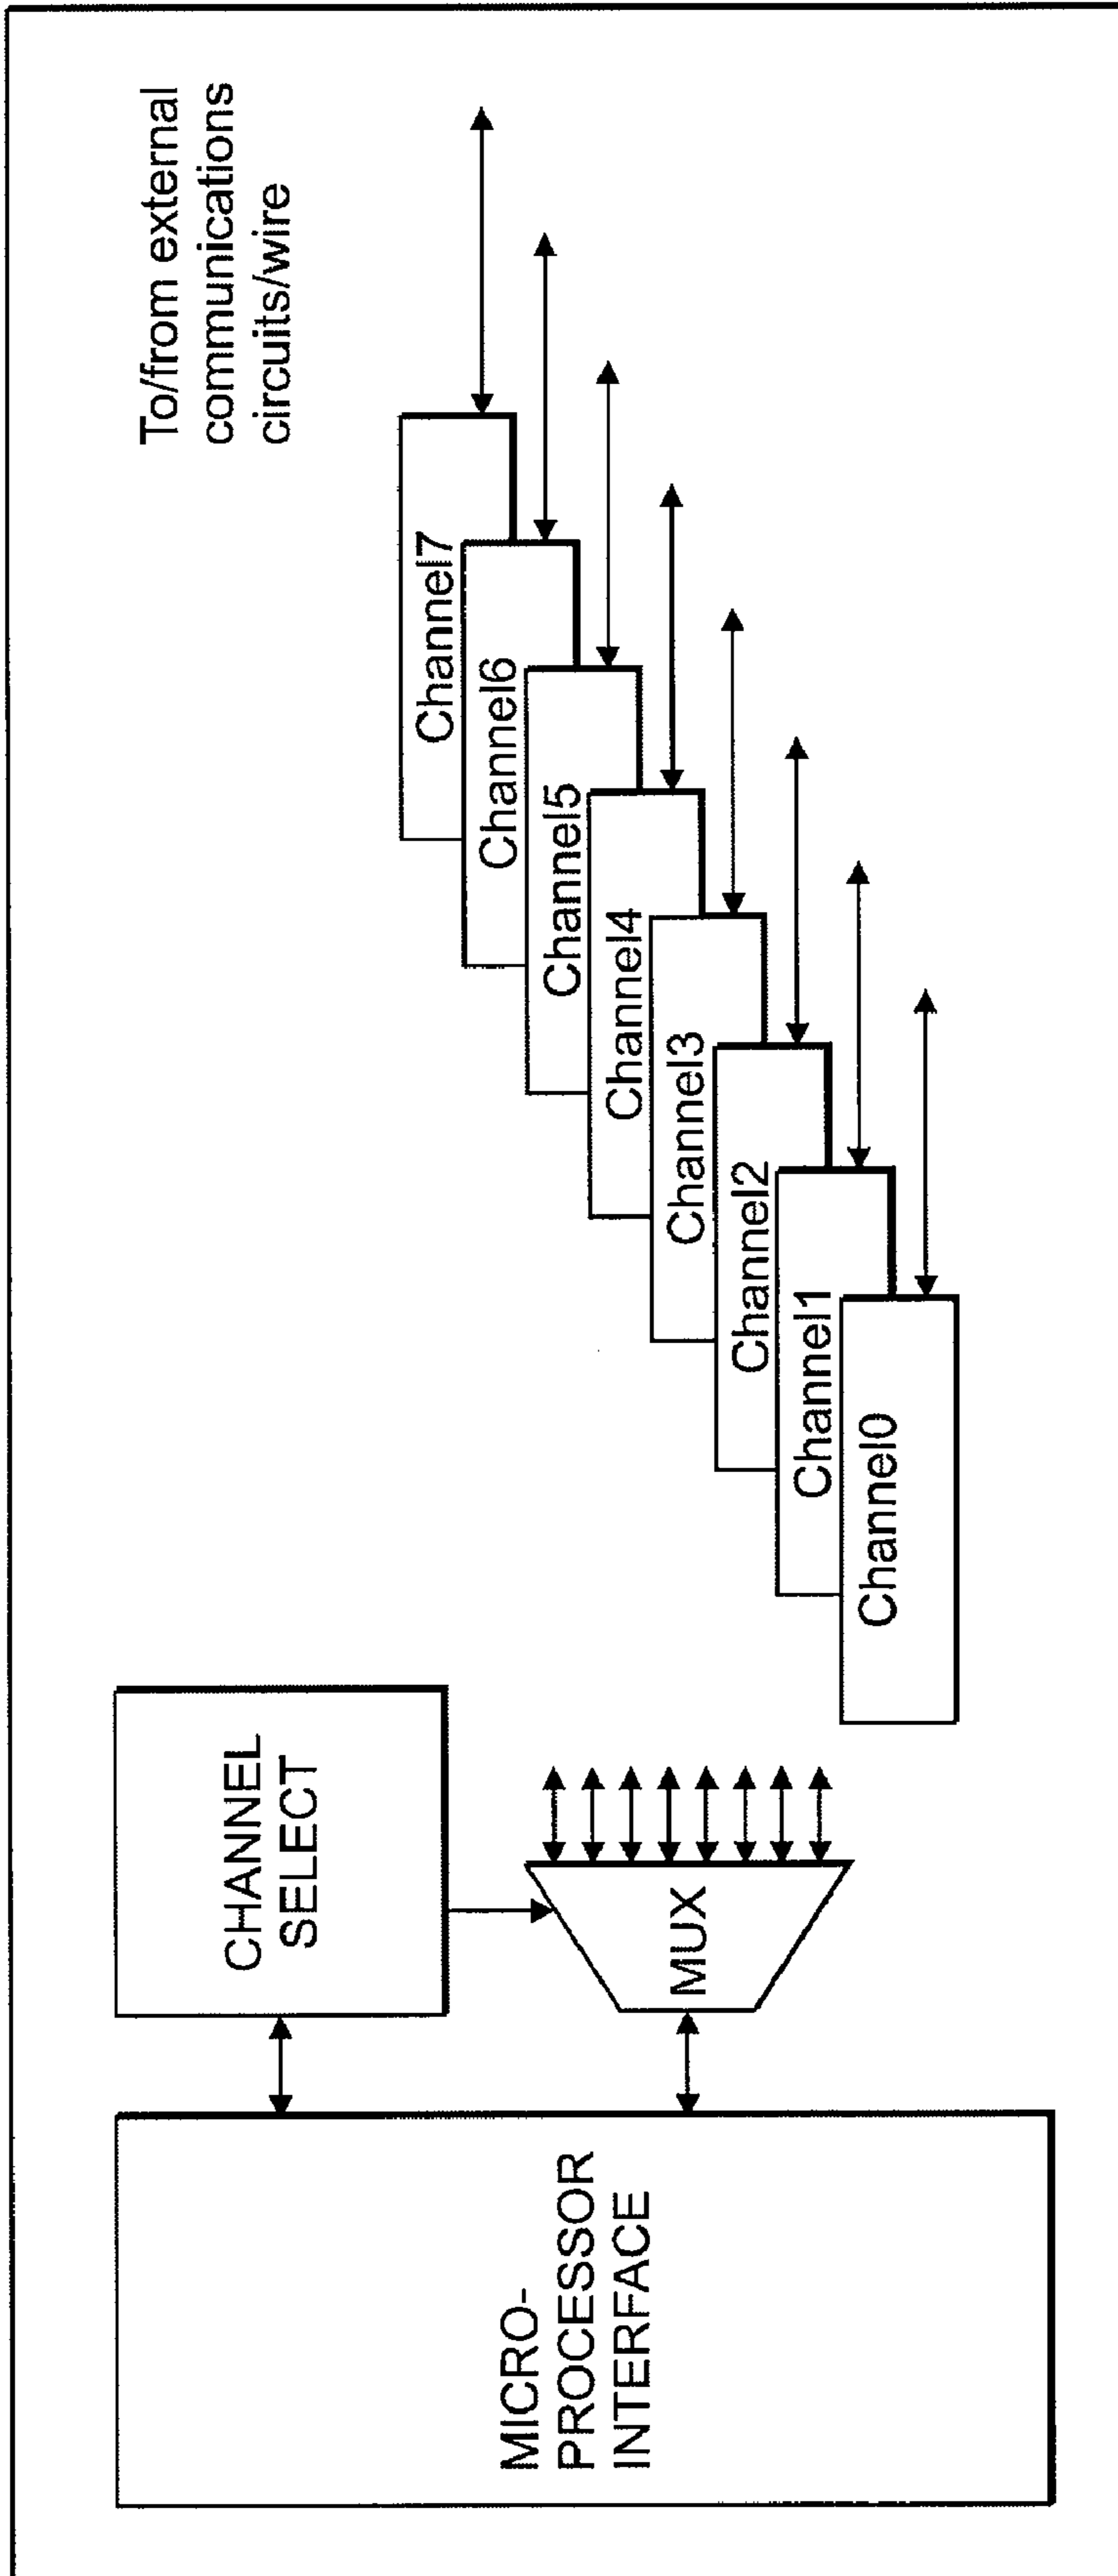 MICRO-
PROCESSOR
INTERFACE
CHANNEL
SELECT
MUX
To/from external
communications
circuits/wire
Channel7
Channel6
Channel5
Channel4
Channel3
Channel2
Channel1
Channel0